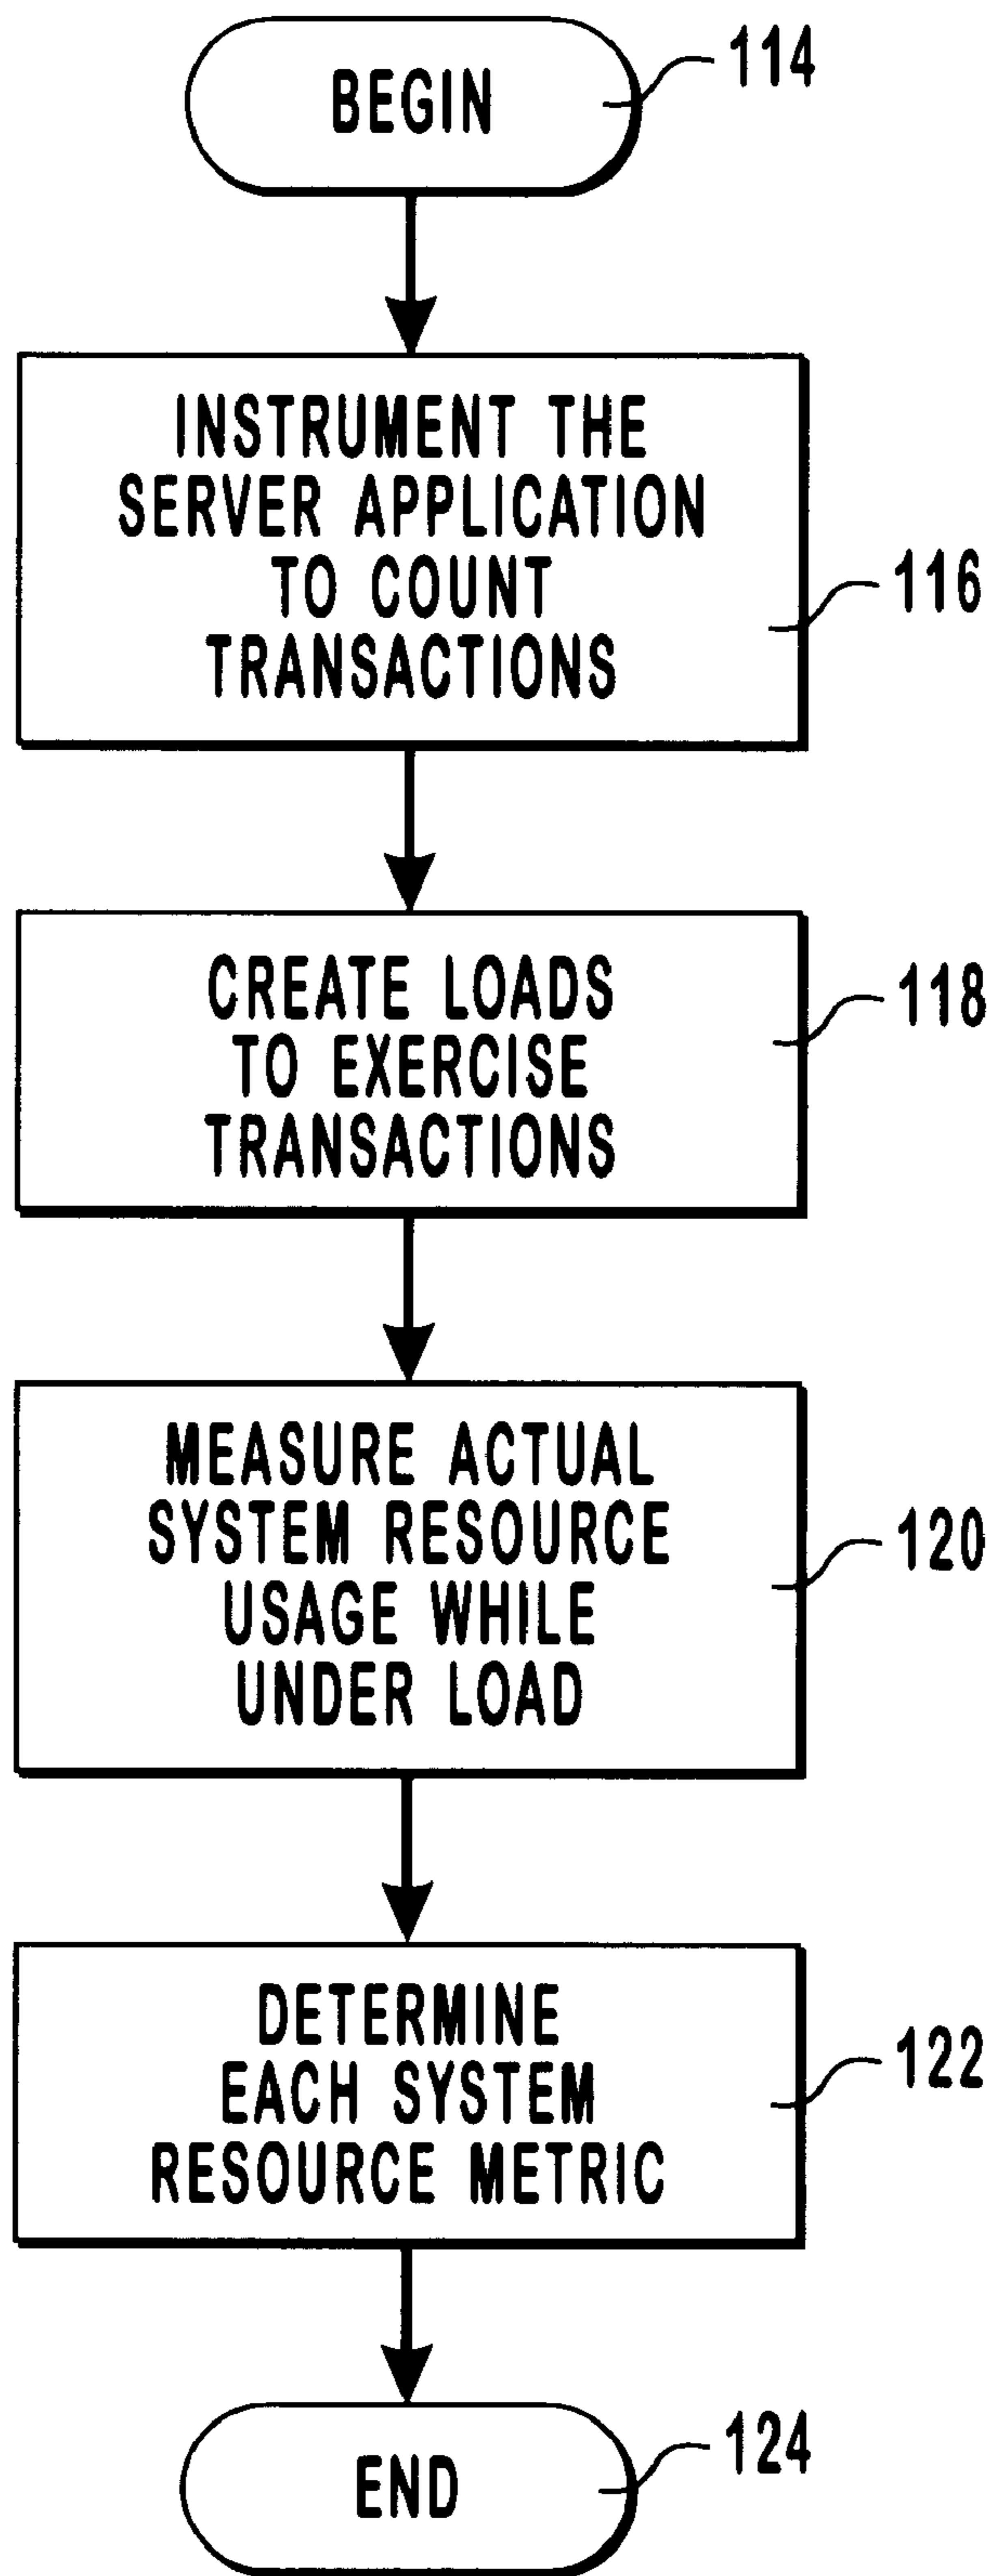 BEGIN
114
INSTRUMENT THE
SERVER APPLICATION
TO COUNT
TRANSACTIONS
116
CREATE LOADS
TO EXERCISE
TRANSACTIONS
118
MEASURE ACTUAL
SYSTEM RESOURCE
USAGE WHILE
UNDER LOAD
120
DETERMINE
EACH SYSTEM
RESOURCE METRIC
122
END
124